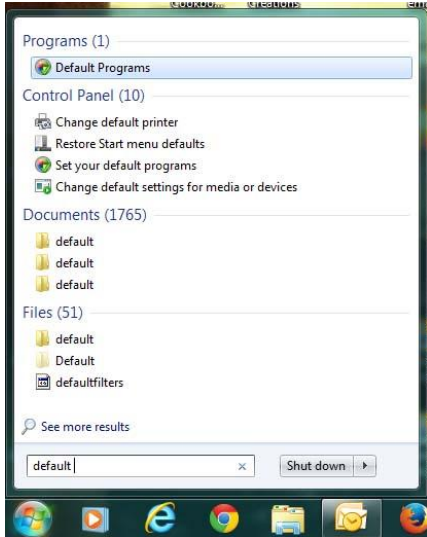 Cookbo... Creations
Programs (1)
Default Programs
Control Panel (10)
Change default printer
Restore Start menu defaults
Set your default programs
Change default settings for media or devices
Documents (1765)
default
default
default
Files (51)
default
Default
defaultfilters
See more results
default
Shut down